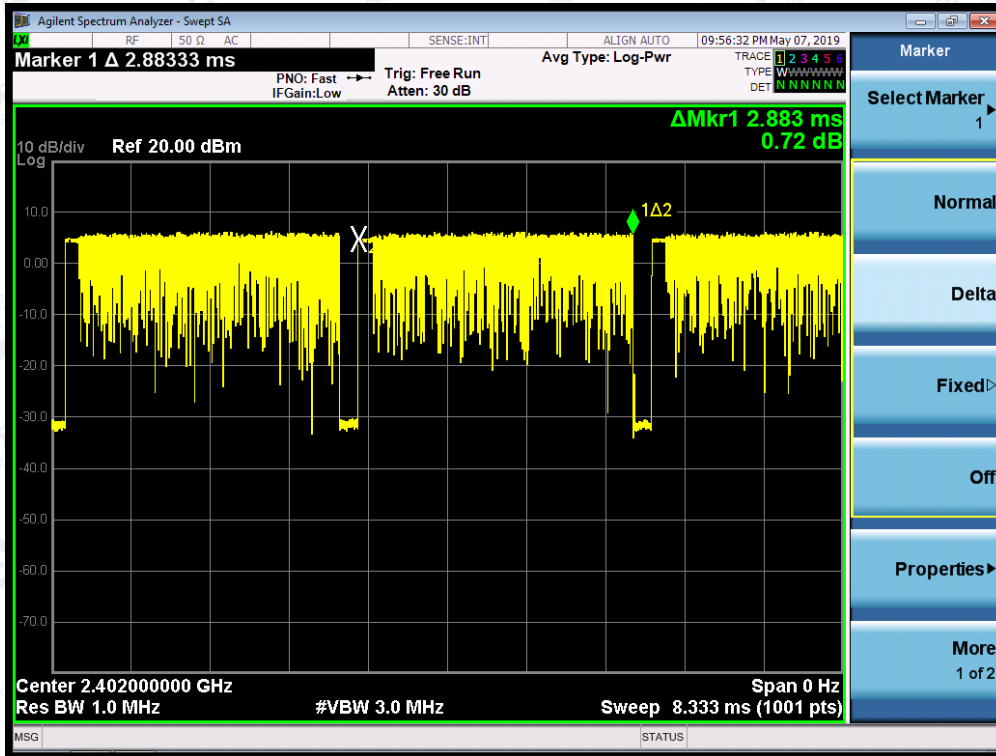 Agilent Spectrum Analyzer - Swept SA
LXI
RF 50 Ω AC SENSE:INT ALIGN AUTO 09:56:32 PM May 07, 2019
Marker 1 Δ 2.88333 ms
PNO: Fast
IFGain:Low
Trig: Free Run
Atten: 30 dB
Avg Type: Log-Pwr
TRACE 1 2 3 4 5 6
TYPE WWWWWW
DET N N N N N N
ΔMkr1 2.883 ms
0.72 dB
10 dB/div Ref 20.00 dBm
Log
1Δ2
X2
10.0
0.00
-10.0
-20.0
-30.0
-40.0
-50.0
-60.0
-70.0
Center 2.402000000 GHz Span 0 Hz
Res BW 1.0 MHz #VBW 3.0 MHz Sweep 8.333 ms (1001 pts)
MSG STATUS
Marker
Select Marker
1
Normal
Delta
Fixed
Off
Properties
More
1 of 2